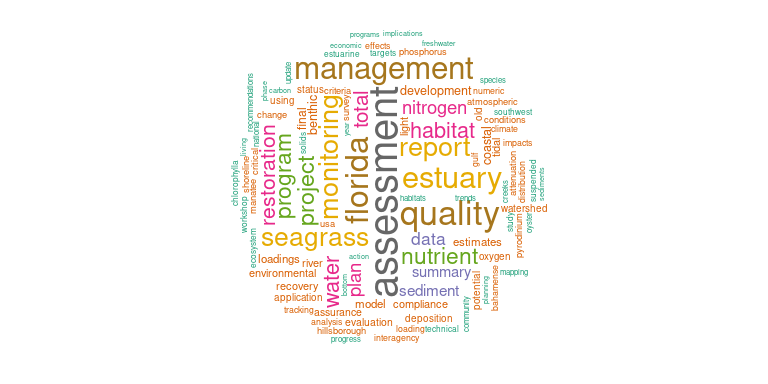 programs
implications
economic
effects
freshwater
estuarine
targets
phosphorus
management
update
species
phase
carbon
status
criteria
development
numeric
recommendations
using
benthic
survey
total
nitrogen
atmospheric
change
final
monitoring
year
light
habitat
old
southwest
conditions
national
restoration
program
solids
florida
assessment
report
coastal
climate
tidal
impacts
living
critical
project
gulf
chlorophylla
shoreline
manatee
estuary
attenuation
distribution
suspended
sediments
workshop
habitats
trends
creeks
quality
watershed
usa
study
oyster
ecosystem
seagrass
data
estimates
pyrodinium
loadings
river
water
plan
action
nutrient
oxygen
environmental
bottom
summary
potential
mapping
recovery
sediment
planning
bahamense
application
model
compliance
tracking
assurance
deposition
community
analysis
evaluation
loading
technical
hillsborough
progress
interagency